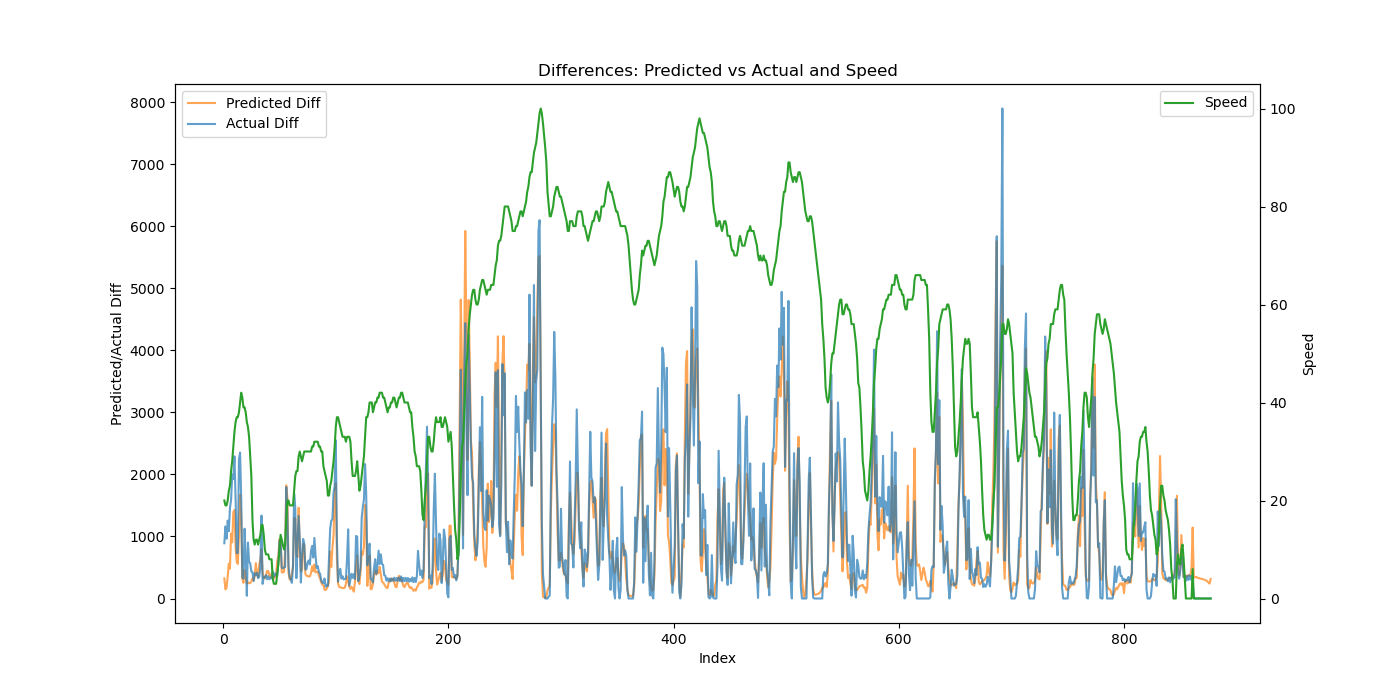 Differences: Predicted vs Actual and Speed
Predicted Diff
Actual Diff
Speed
8000
7000
6000
5000
4000
3000
2000
1000
0
Predicted/Actual Diff
100
80
60
40
20
0
Speed
0
200
400
600
800
Index